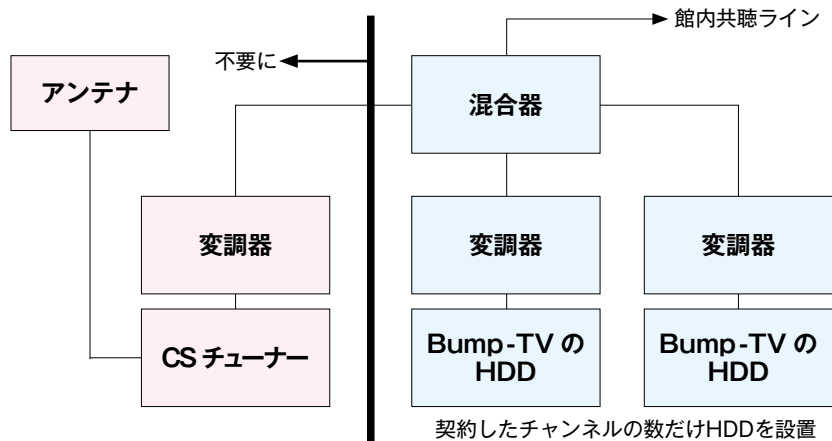 館内共聴ライン
不要に
アンテナ
混合器
変調器
変調器
変調器
CS チューナー
Bump-TV の
HDD
Bump-TV の
HDD
契約したチャンネルの数だけHDDを設置